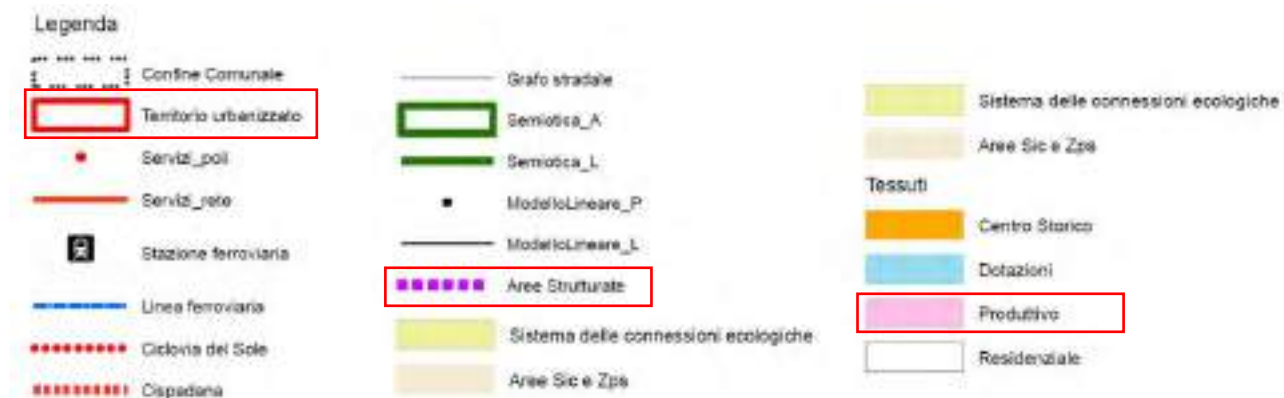 Legenda
Confine Comunale
Territorio urbanizzato
Servizi_poli
Servizi_rete
Stazione ferroviaria
Linea ferroviaria
Ciclovia del Sole
Cispadana
Grafo stradale
Semiotica_A
Semiotica_L
ModelloLineare_P
ModelloLineare_L
Aree Strutturate
Sistema delle connessioni ecologiche
Aree Sic e Zps
Sistema delle connessioni ecologiche
Aree Sic e Zps
Tessuti
Centro Storico
Dotazioni
Produttivo
Residenziale